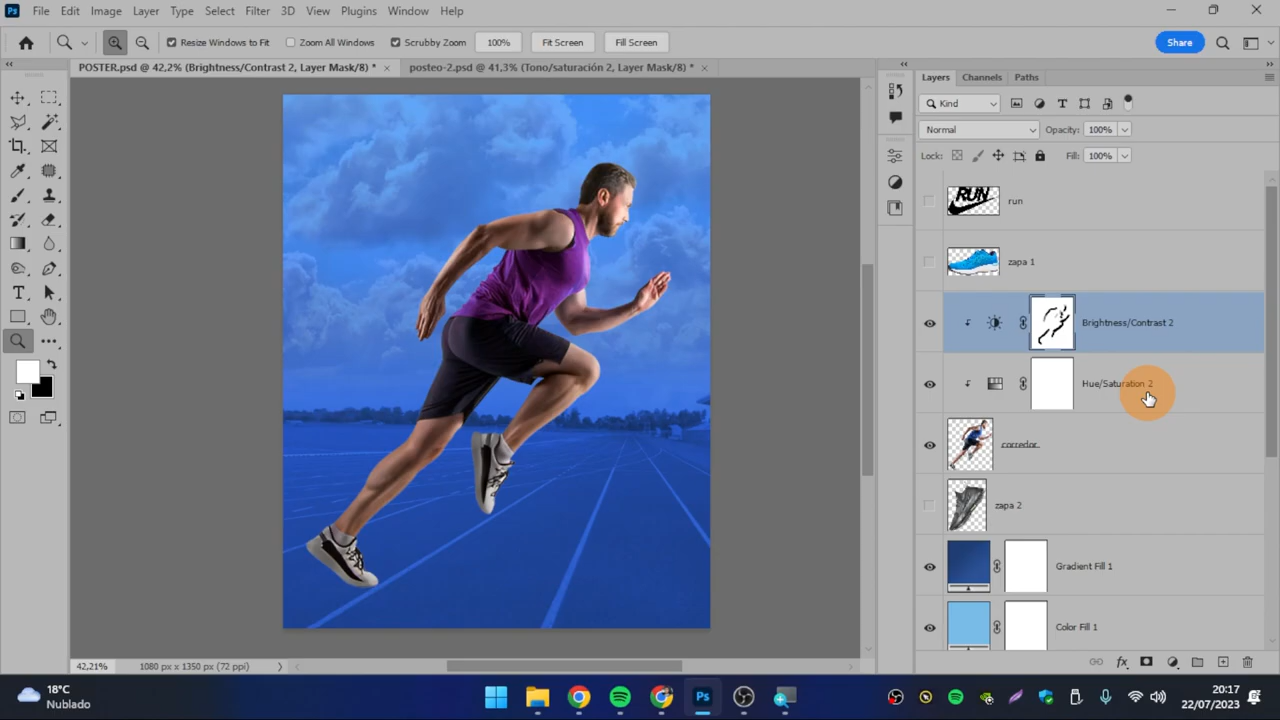 Ps File Edit Image Layer Type Select Filter 3D View Plugins Window Help
Resize Windows to Fit Zoom All Windows Scrubby Zoom 100% Fit Screen Fill Screen Share
POSTER.psd @ 42,2% (Brightness/Contrast 2, Layer Mask/8) * × posteo-2.psd @ 41,3% (Tono/saturación 2, Layer Mask/8) * ×
Layers Channels Paths
Kind
Normal Opacity: 100%
Lock: Fill: 100%
RUN run
zapa 1
Brightness/Contrast 2
Hue/Saturation 2
corredor
zapa 2
Gradient Fill 1
Color Fill 1
42,21% 1080 px x 1350 px (72 ppi)
18°C
Nublado
Ps
20:17
22/07/2023